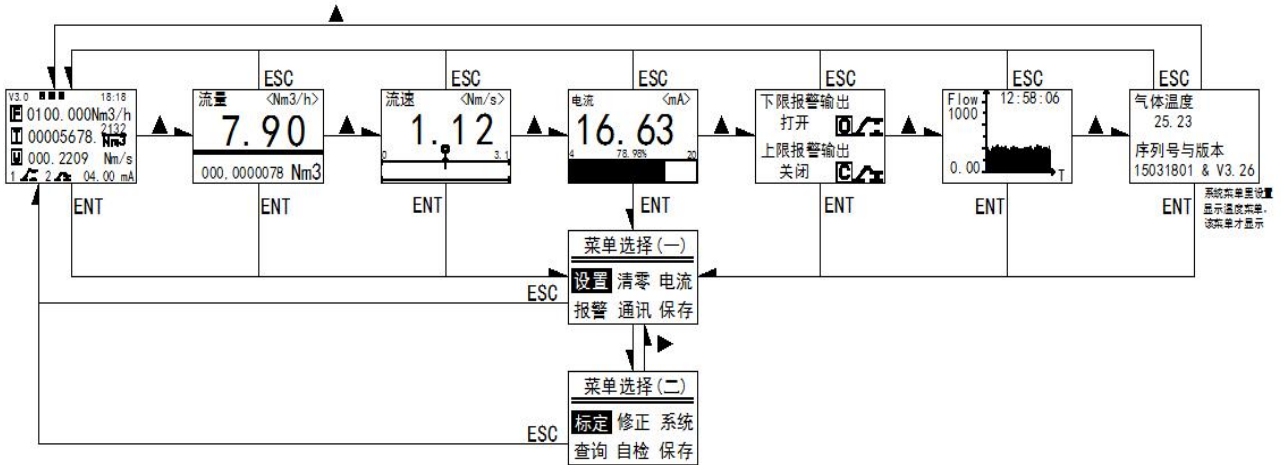 ESC ESC ESC ESC ESC ESC
V3.0 18:18
F 0100.000Nm3/h
T 00005678.2132 Nm3
000.2209 Nm/s
1 2 04.00 mA
流量 <Nm3/h>
7.90
000.0000078 Nm3
流速 <Nm/s>
1.12
0 3.1
电流 <mA>
16.63
4 78.98% 20
下限报警输出
打开 O
上限报警输出
关闭 C
Flow 12:58:06
1000
0.00
T
气体温度
25.23
序列号与版本
15031801 & V3.26
ENT ENT ENT ENT ENT ENT ENT
系统菜单里设置
显示温度菜单,
该菜单才显示
菜单选择(一)
设置 清零 电流
报警 通讯 保存
ESC
菜单选择(二)
标定 修正 系统
查询 自检 保存
ESC